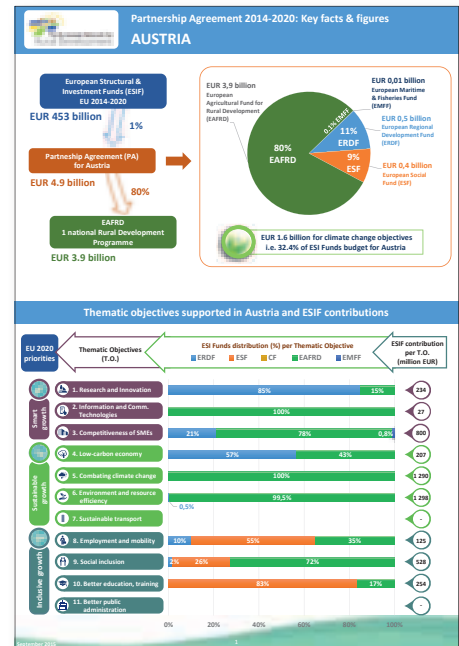 Partnership Agreement 2014-2020: Key facts & figures
AUSTRIA
European Structural &
Investment Funds (ESIF)
EU 2014-2020
EUR 453 billion
1%
Partneship Agreement (PA)
for Austria
EUR 4.9 billion
80%
EAFRD
1 national Rural Development
Programme
EUR 3.9 billion
EUR 3,9 billion
European
Agricultural Fund for
Rural Development
(EAFRD)
EUR 0,01 billion
European Maritime
& Fisheries Fund
(EMFF)
EUR 0,5 billion
European Regional
Development Fund
(ERDF)
EUR 0,4 billion
European Social
Fund (ESF)
0,1% EMFF
11%
ERDF
9%
ESF
80%
EAFRD
EUR 1.6 billion for climate change objectives
i.e. 32.4% of ESI Funds budget for Austria
Thematic objectives supported in Austria and ESIF contributions
EU 2020
priorities
Thematic Objectives
(T.O.)
ESI Funds distribution (%) per Thematic Objective
ERDF ESF CF EAFRD EMFF
ESIF contribution
per T.O.
(million EUR)
Smart
growth
1. Research and Innovation
85% 15%
234
2. Information and Comm.
Technologies
100%
27
3. Competitiveness of SMEs
21% 78% 0,8%
800
Sustainable
growth
4. Low-carbon economy
57% 43%
207
5. Combating climate change
100%
1 290
6. Environment and resource
efficiency
99,5%
0,5%
1 298
7. Sustainable transport
-
Inclusive growth
8. Employment and mobility
10% 55% 35%
125
9. Social inclusion
2% 26% 72%
528
10. Better education, training
83% 17%
254
11. Better public
administration
-
0% 20% 40% 60% 80% 100%
1